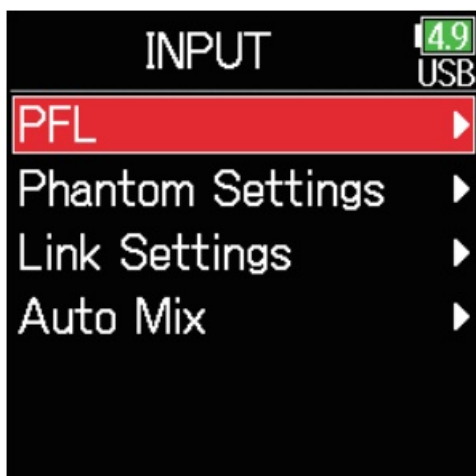 INPUT
4.9
USB
PFL
Phantom Settings
Link Settings
Auto Mix